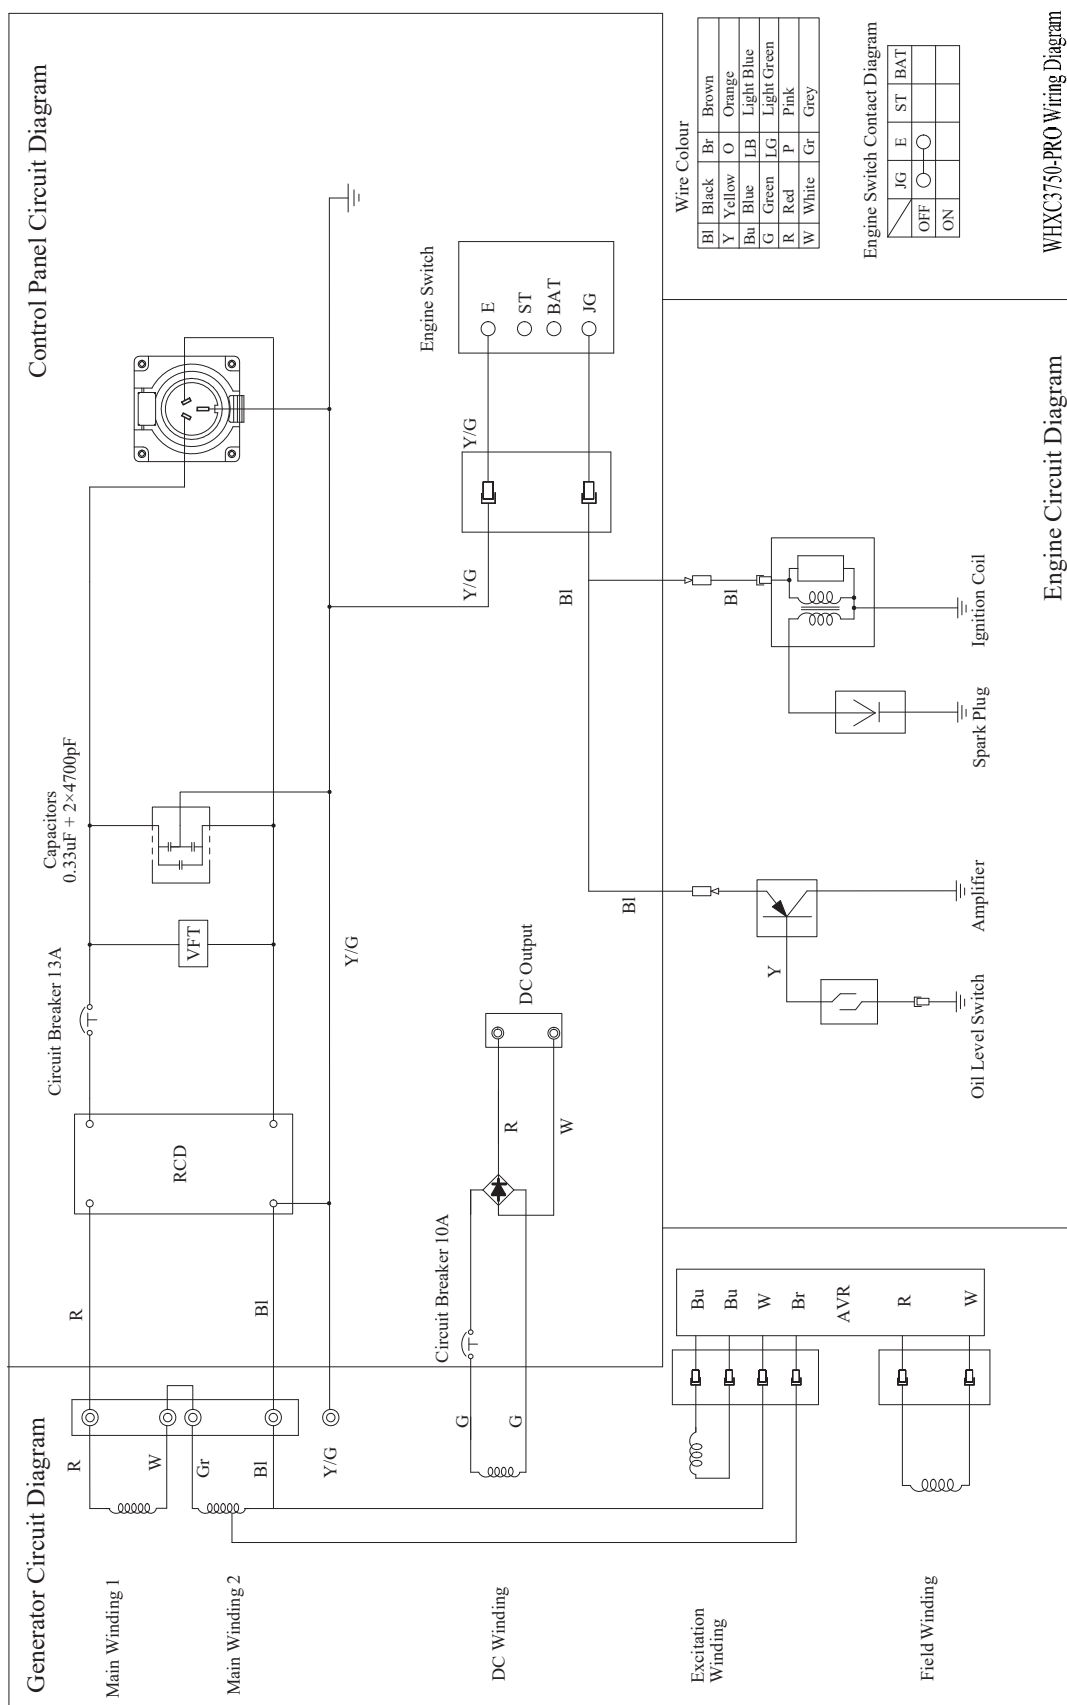 Generator Circuit Diagram
Main Winding 1
Main Winding 2
DC Winding
Excitation
Winding
Field Winding
R
W
Gr
Bl
Y/G
G
G
Control Panel Circuit Diagram
R
Bl
RCD
Circuit Breaker 13A
VFT
Capacitors
0.33uF + 2×4700pF
Y/G
Circuit Breaker 10A
R
W
DC Output
Y/G
Y/G
Bl
Engine Switch
E
ST
BAT
JG
Bu
Bu
W
Br
AVR
R
W
Bl
Bl
Y
Oil Level Switch
Amplifier
Spark Plug
Ignition Coil
Engine Circuit Diagram
Wire Colour
Bl Black Br Brown
Y Yellow O Orange
Bu Blue LB Light Blue
G Green LG Light Green
R Red P Pink
W White Gr Grey
Engine Switch Contact Diagram
JG E ST BAT
OFF
ON
WHXC3750-PRO Wiring Diagram